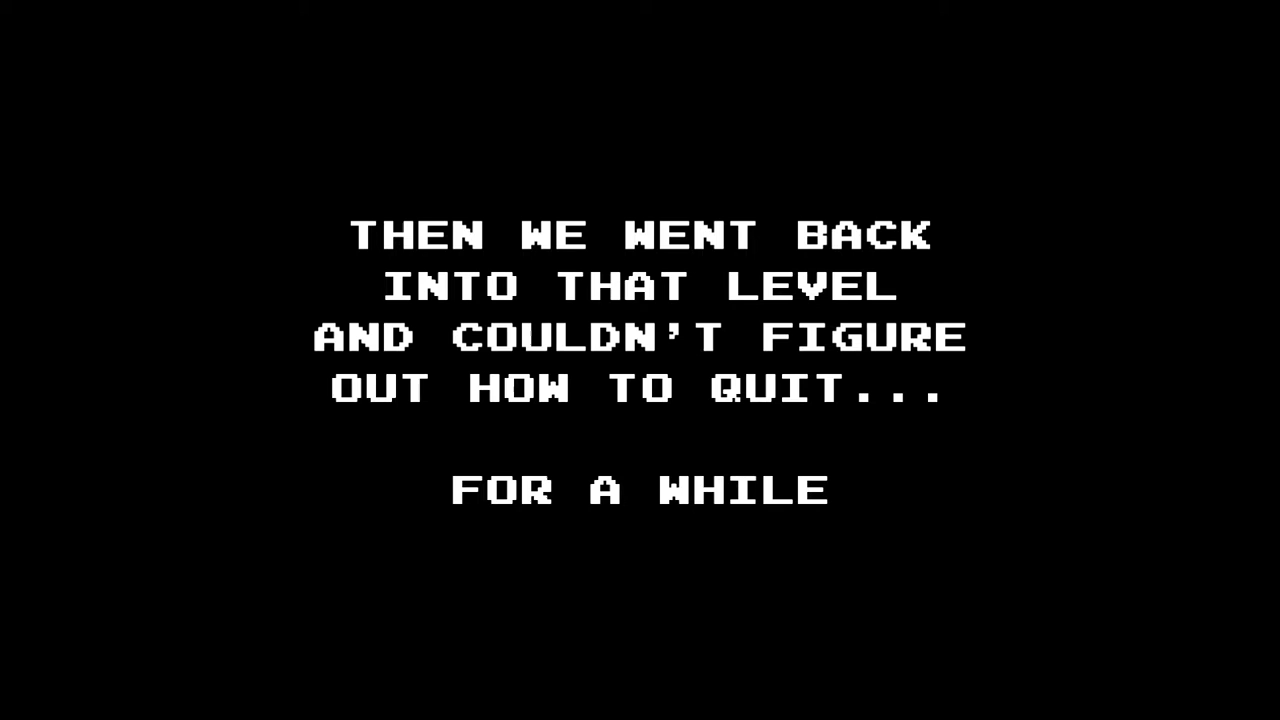 THEN WE WENT BACK
INTO THAT LEVEL
AND COULDN'T FIGURE
OUT HOW TO QUIT...
FOR A WHILE